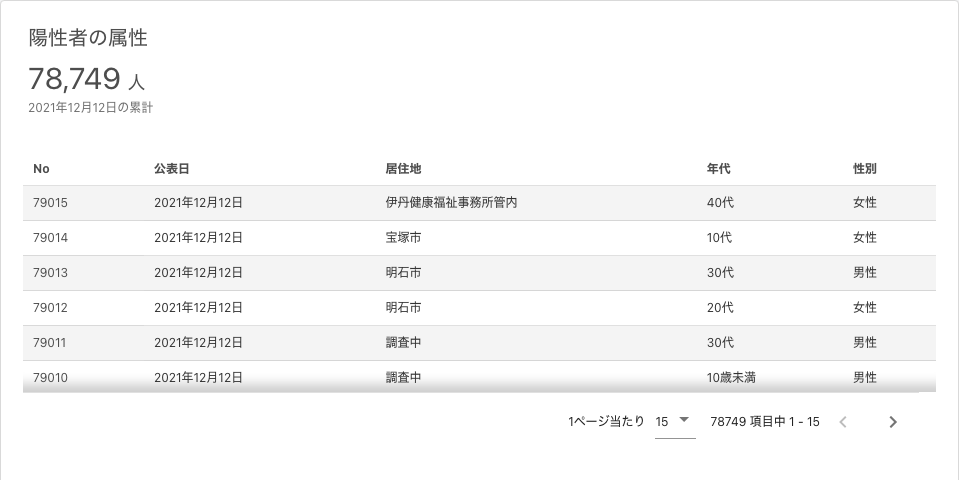 陽性者の属性
78,749 人
2021年12月12日の累計
No 公表日 居住地 年代 性別
79015 2021年12月12日 伊丹健康福祉事務所管内 40代 女性
79014 2021年12月12日 宝塚市 10代 女性
79013 2021年12月12日 明石市 30代 男性
79012 2021年12月12日 明石市 20代 女性
79011 2021年12月12日 調査中 30代 男性
79010 2021年12月12日 調査中 10歳未満 男性
1ページ当たり 15 78749 項目中 1 - 15